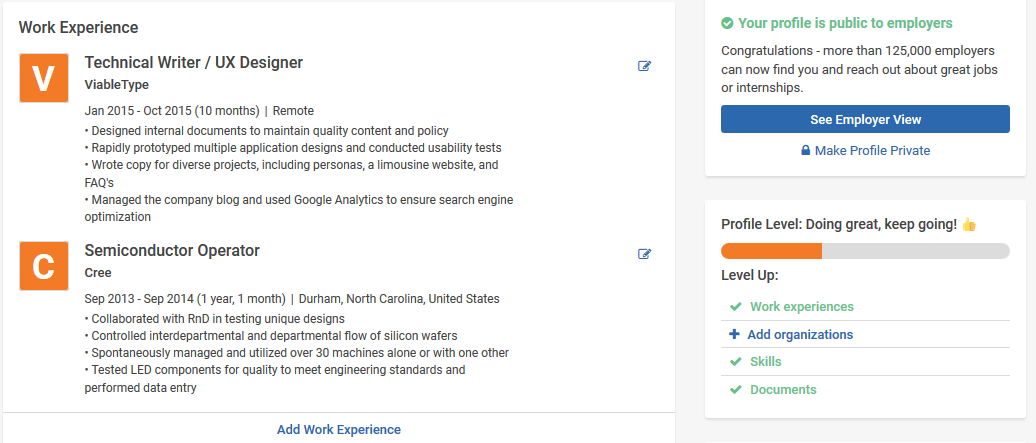 Work Experience
V
Technical Writer / UX Designer
ViableType
Jan 2015 - Oct 2015 (10 months) | Remote
• Designed internal documents to maintain quality content and policy
• Rapidly prototyped multiple application designs and conducted usability tests
• Wrote copy for diverse projects, including personas, a limousine website, and
FAQ's
• Managed the company blog and used Google Analytics to ensure search engine
optimization
C
Semiconductor Operator
Cree
Sep 2013 - Sep 2014 (1 year, 1 month) | Durham, North Carolina, United States
• Collaborated with RnD in testing unique designs
• Controlled interdepartmental and departmental flow of silicon wafers
• Spontaneously managed and utilized over 30 machines alone or with one other
• Tested LED components for quality to meet engineering standards and
performed data entry
Add Work Experience
Your profile is public to employers
Congratulations - more than 125,000 employers
can now find you and reach out about great jobs
or internships.
See Employer View
Make Profile Private
Profile Level: Doing great, keep going! 👍
Level Up:
Work experiences
Add organizations
Skills
Documents